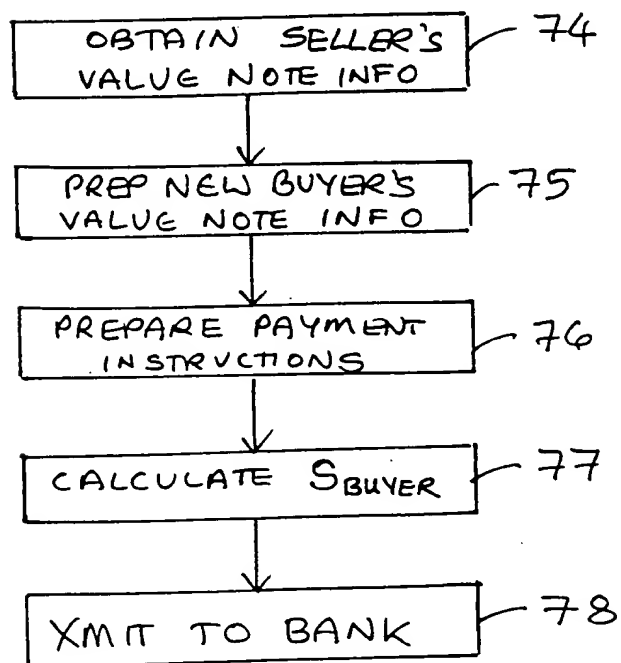 OBTAIN SELLER'S
VALUE NOTE INFO
74
PREP NEW BUYER'S
VALUE NOTE INFO
75
PREPARE PAYMENT
INSTRUCTIONS
76
CALCULATE SBUYER
77
XMIT TO BANK
78